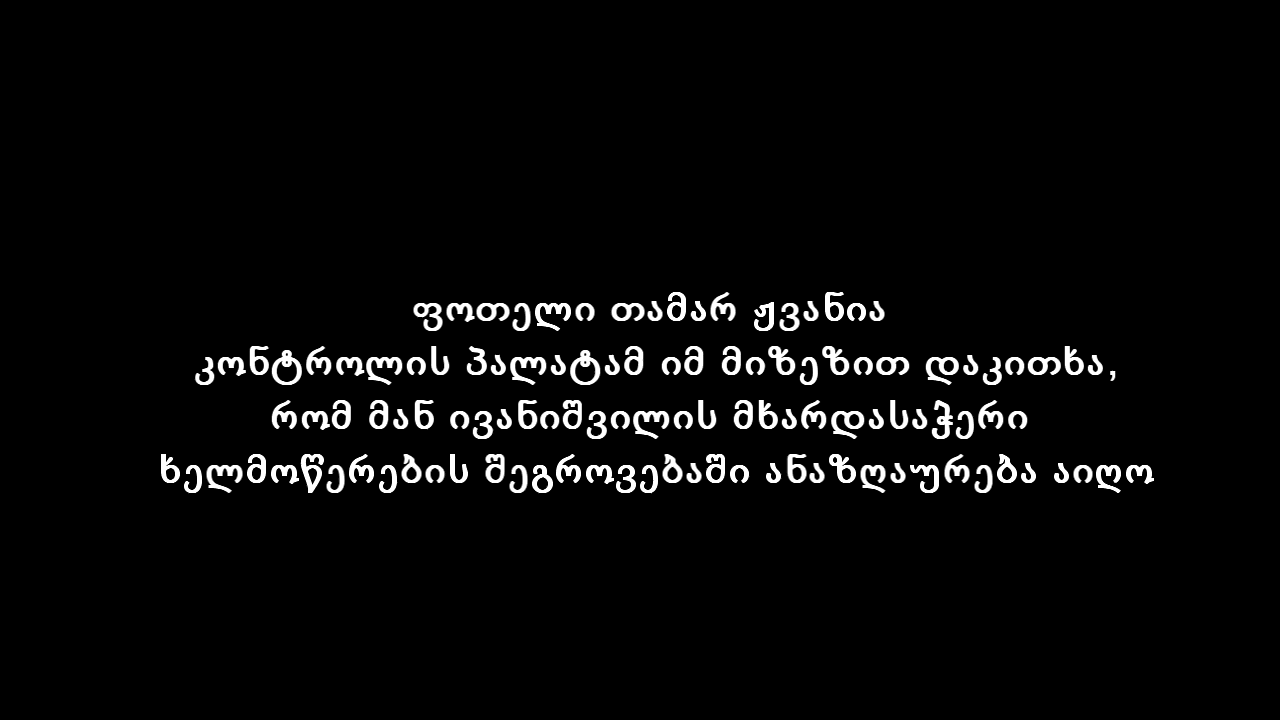 ფოთელი თამარ ჟვანია
კონტროლის პალატამ იმ მიზეზით დაკითხა,
რომ მან ივანიშვილის მხარდასაჭერი
ხელმოწერების შეგროვებაში ანაზღაურება აიღო